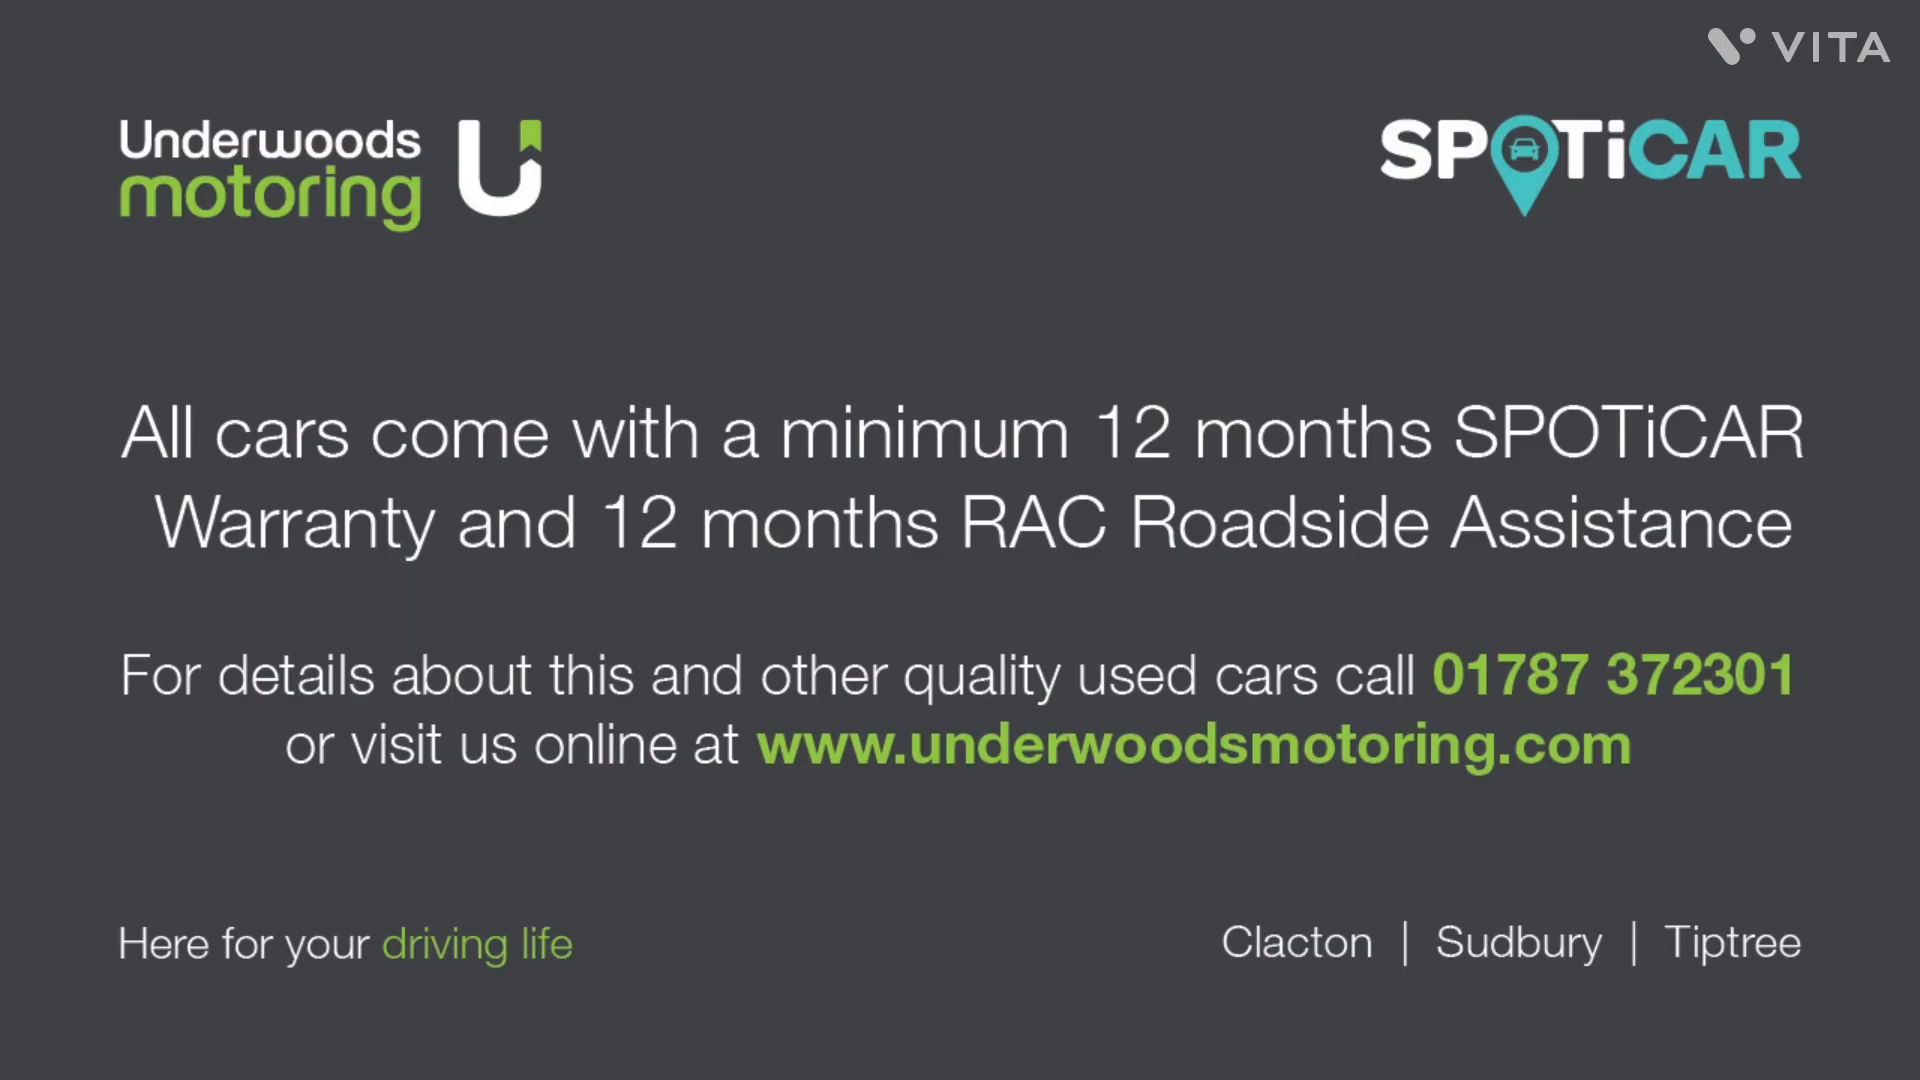 VITA
Underwoods
motoring
SPOTiCAR
All cars come with a minimum 12 months SPOTiCAR
Warranty and 12 months RAC Roadside Assistance
For details about this and other quality used cars call 01787 372301
or visit us online at www.underwoodsmotoring.com
Here for your driving life
Clacton | Sudbury | Tiptree